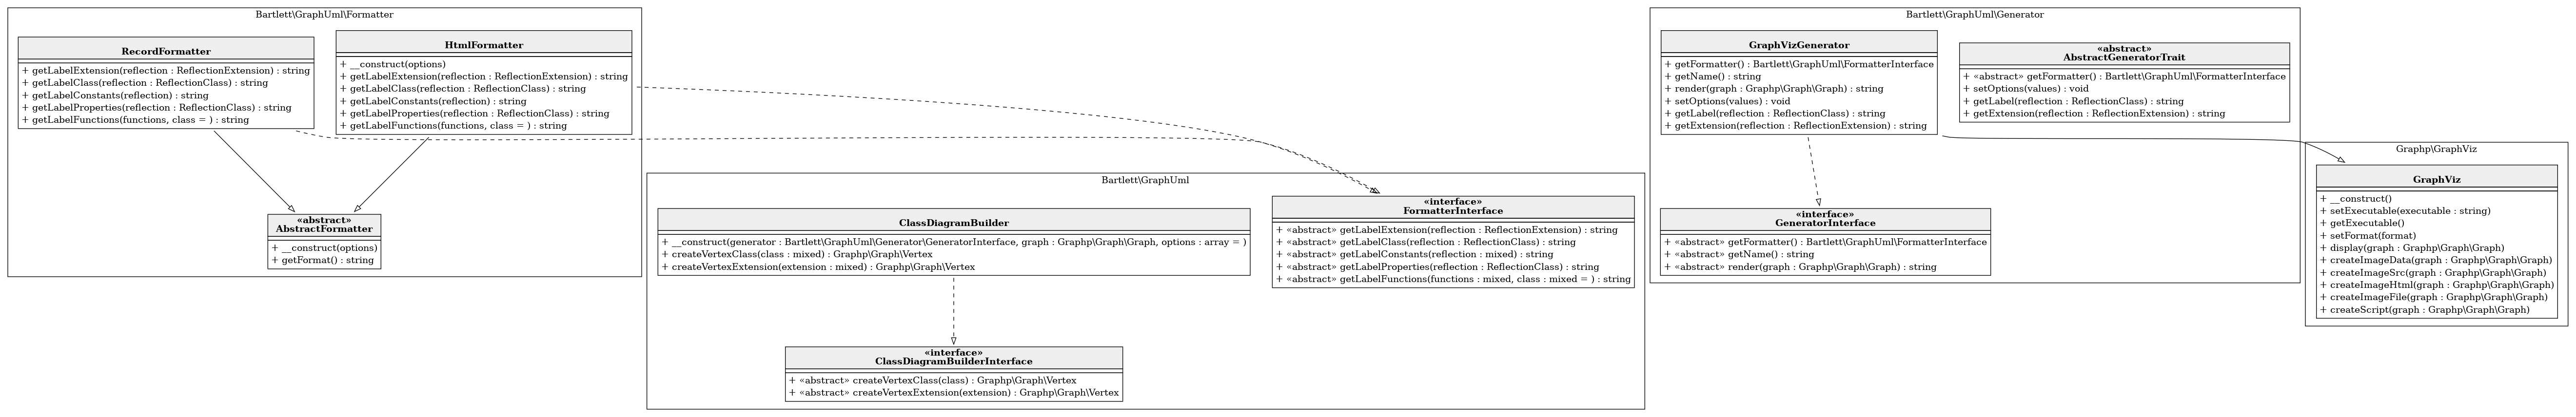 Bartlett\GraphUml\Formatter
RecordFormatter
+ getLabelExtension(reflection : ReflectionExtension) : string
+ getLabelClass(reflection : ReflectionClass) : string
+ getLabelConstants(reflection) : string
+ getLabelProperties(reflection : ReflectionClass) : string
+ getLabelFunctions(functions, class = ) : string
HtmlFormatter
+ __construct(options)
+ getLabelExtension(reflection : ReflectionExtension) : string
+ getLabelClass(reflection : ReflectionClass) : string
+ getLabelConstants(reflection) : string
+ getLabelProperties(reflection : ReflectionClass) : string
+ getLabelFunctions(functions, class = ) : string
«abstract»
AbstractFormatter
+ __construct(options)
+ getFormat() : string
Bartlett\GraphUml
ClassDiagramBuilder
+ __construct(generator : Bartlett\GraphUml\Generator\GeneratorInterface, graph : Graphp\Graph\Graph, options : array = )
+ createVertexClass(class : mixed) : Graphp\Graph\Vertex
+ createVertexExtension(extension : mixed) : Graphp\Graph\Vertex
«interface»
FormatterInterface
+ «abstract» getLabelExtension(reflection : ReflectionExtension) : string
+ «abstract» getLabelClass(reflection : ReflectionClass) : string
+ «abstract» getLabelConstants(reflection : mixed) : string
+ «abstract» getLabelProperties(reflection : ReflectionClass) : string
+ «abstract» getLabelFunctions(functions : mixed, class : mixed = ) : string
«interface»
ClassDiagramBuilderInterface
+ «abstract» createVertexClass(class) : Graphp\Graph\Vertex
+ «abstract» createVertexExtension(extension) : Graphp\Graph\Vertex
Bartlett\GraphUml\Generator
GraphVizGenerator
+ getFormatter() : Bartlett\GraphUml\FormatterInterface
+ getName() : string
+ render(graph : Graphp\Graph\Graph) : string
+ setOptions(values) : void
+ getLabel(reflection : ReflectionClass) : string
+ getExtension(reflection : ReflectionExtension) : string
«abstract»
AbstractGeneratorTrait
+ «abstract» getFormatter() : Bartlett\GraphUml\FormatterInterface
+ setOptions(values) : void
+ getLabel(reflection : ReflectionClass) : string
+ getExtension(reflection : ReflectionExtension) : string
«interface»
GeneratorInterface
+ «abstract» getFormatter() : Bartlett\GraphUml\FormatterInterface
+ «abstract» getName() : string
+ «abstract» render(graph : Graphp\Graph\Graph) : string
Graphp\GraphViz
GraphViz
+ __construct()
+ setExecutable(executable : string)
+ getExecutable()
+ setFormat(format)
+ display(graph : Graphp\Graph\Graph)
+ createImageData(graph : Graphp\Graph\Graph)
+ createImageSrc(graph : Graphp\Graph\Graph)
+ createImageHtml(graph : Graphp\Graph\Graph)
+ createImageFile(graph : Graphp\Graph\Graph)
+ createScript(graph : Graphp\Graph\Graph)